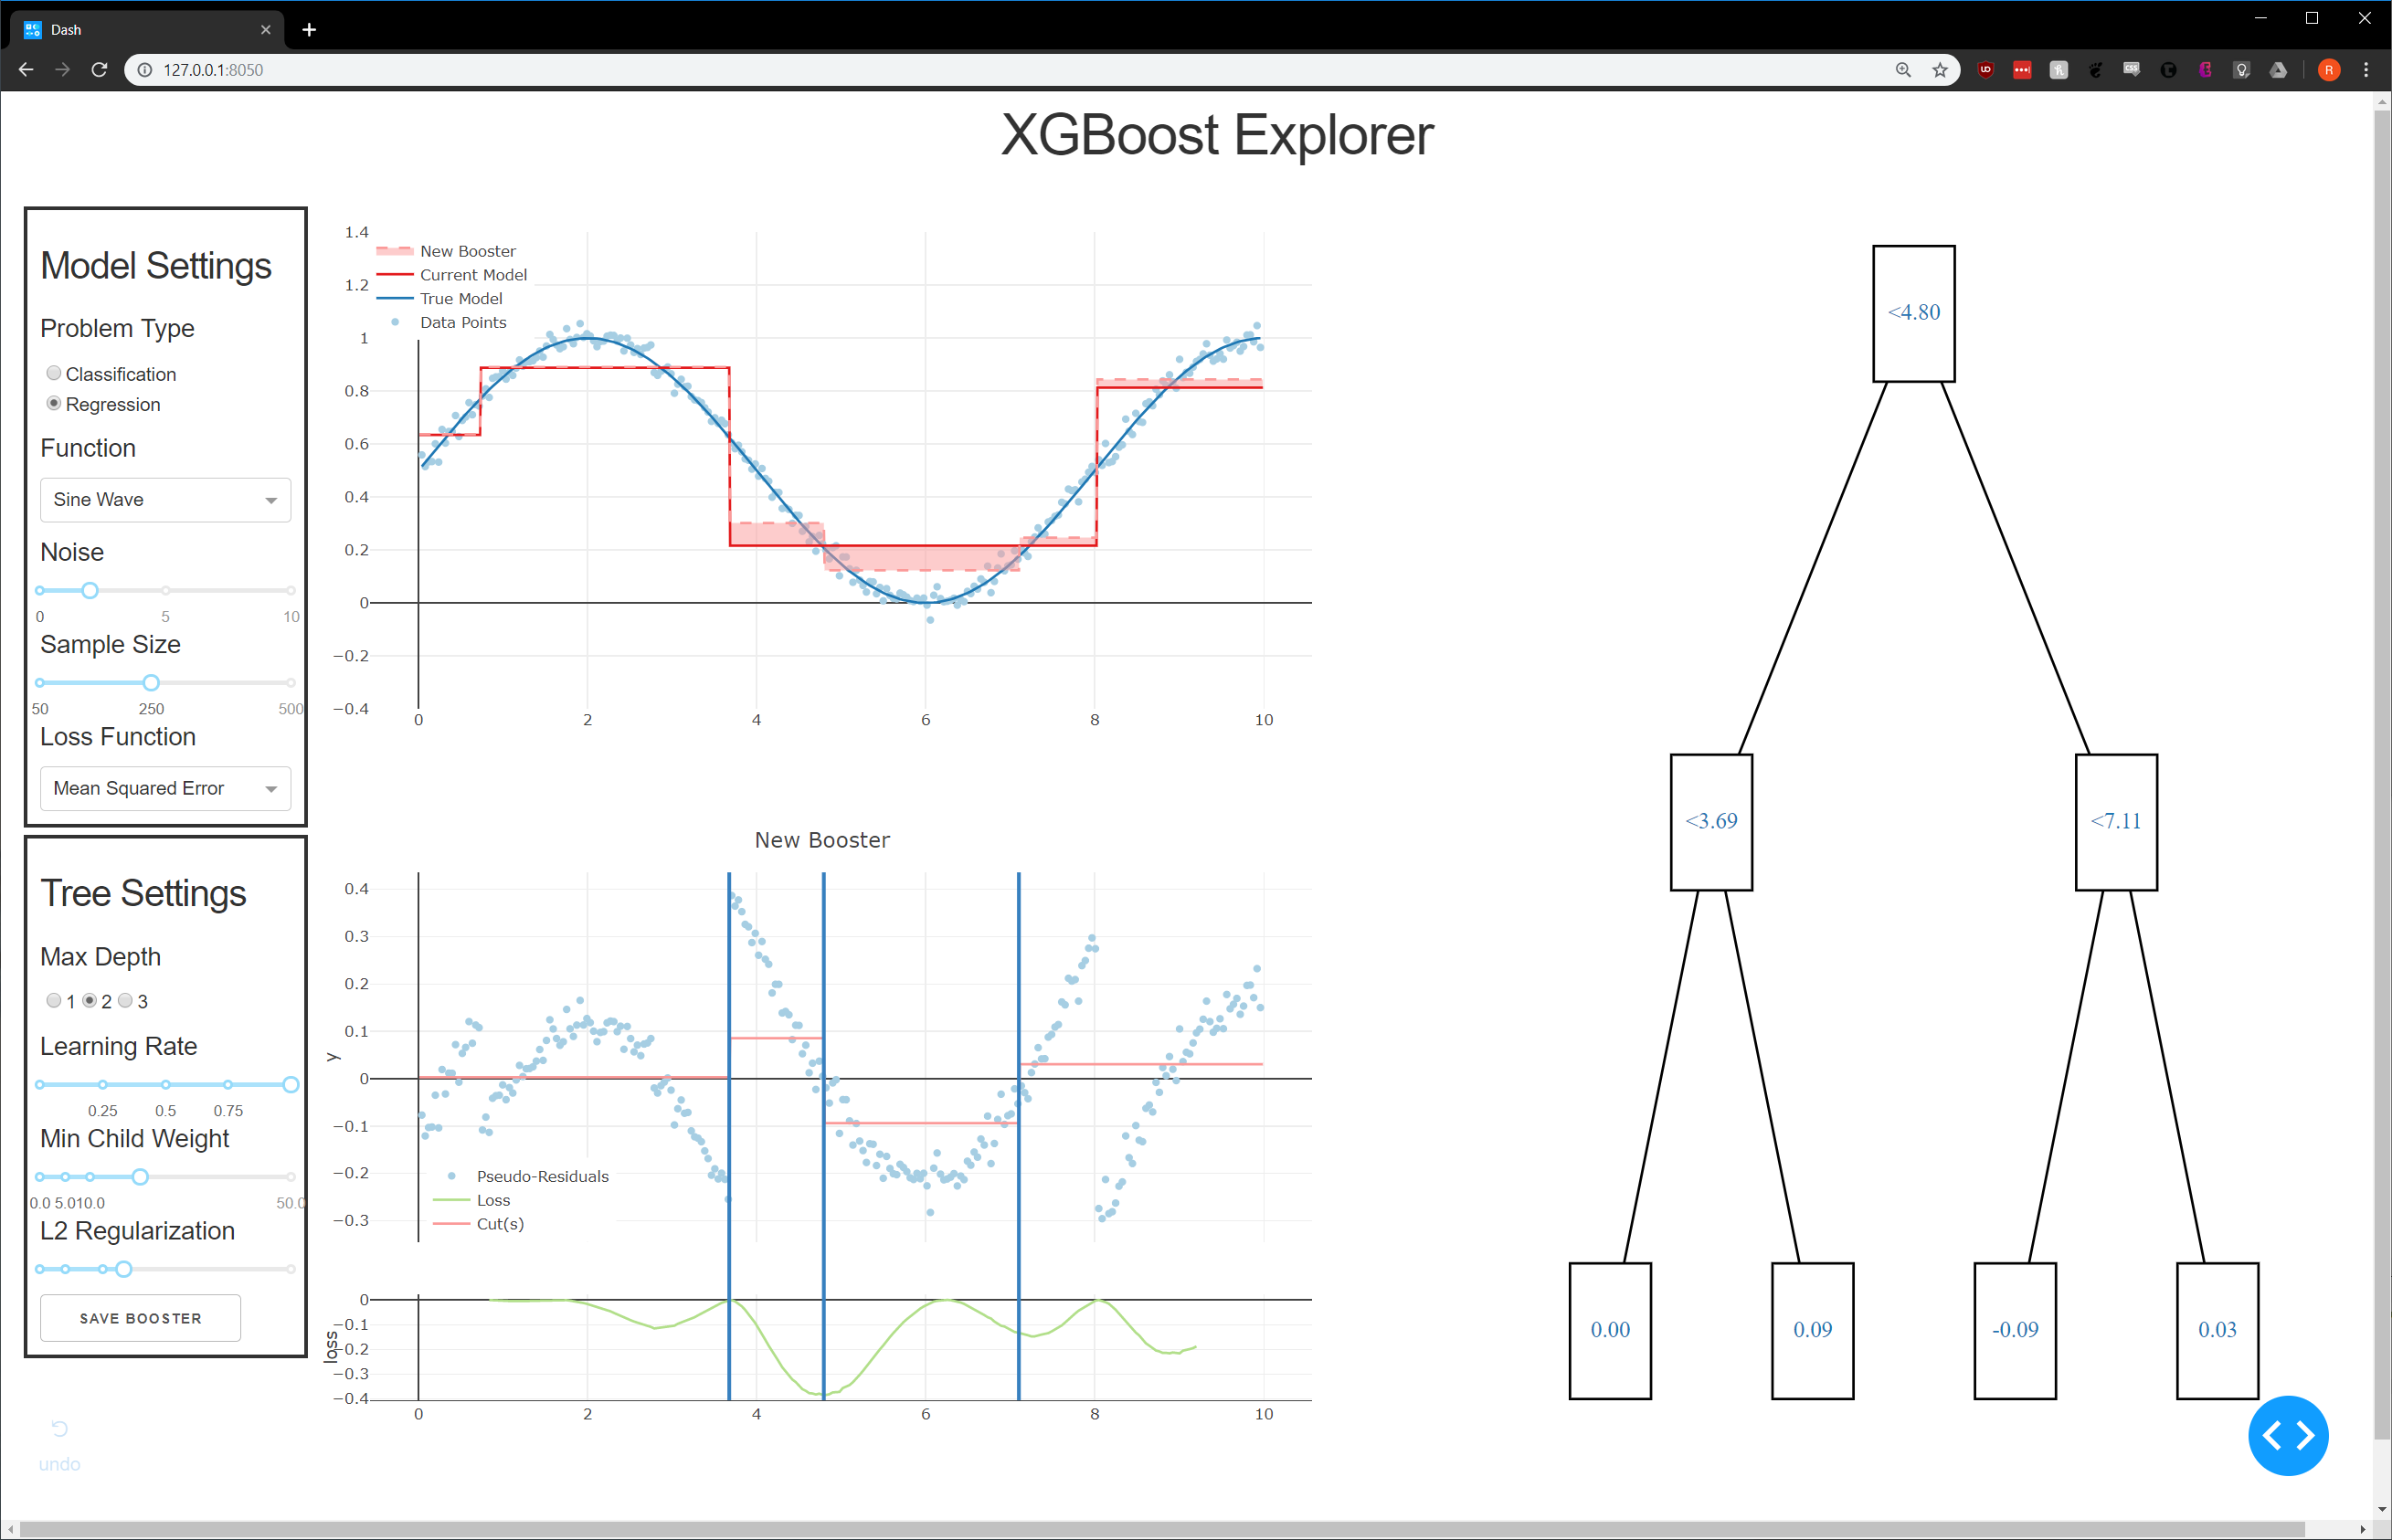 Dash
127.0.0.1:8050
XGBoost Explorer
Model Settings
Problem Type
Classification
Regression
Function
Sine Wave
Noise
0 5 10
Sample Size
50 250 500
Loss Function
Mean Squared Error
Tree Settings
Max Depth
1 2 3
Learning Rate
0.25 0.5 0.75
Min Child Weight
0.0 5.0 10.0 50.0
L2 Regularization
SAVE BOOSTER
undo
New Booster
Current Model
True Model
Data Points
1.4
1.2
1
0.8
0.6
0.4
0.2
0
−0.2
−0.4
0 2 4 6 8 10
New Booster
0.4
0.3
0.2
0.1
0
−0.1
−0.2
−0.3
y
Pseudo-Residuals
Loss
Cut(s)
0
−0.1
−0.2
−0.3
−0.4
loss
0 2 4 6 8 10
<4.80
<3.69 <7.11
0.00 0.09 -0.09 0.03